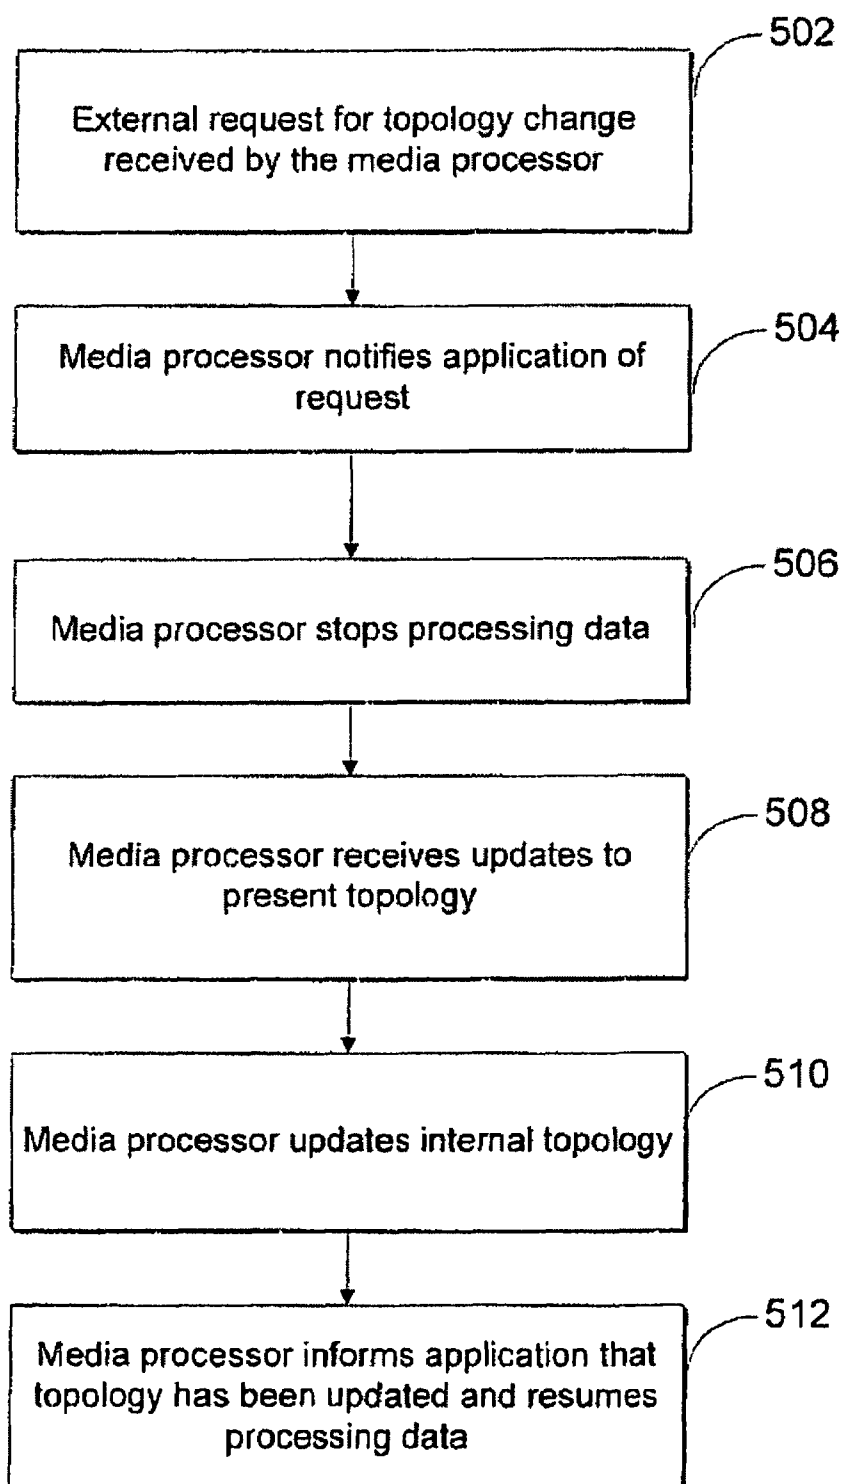 502
External request for topology change
received by the media processor
504
Media processor notifies application of
request
506
Media processor stops processing data
508
Media processor receives updates to
present topology
510
Media processor updates internal topology
512
Media processor informs application that
topology has been updated and resumes
processing data